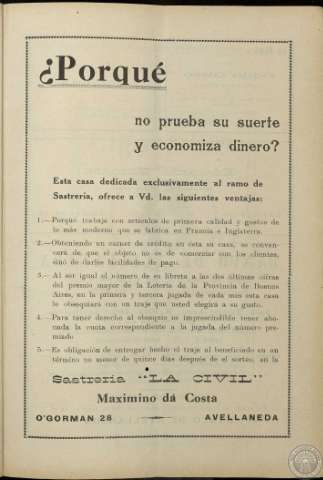 ¿Porqué
no prueba su suerte
y economiza dinero?
Esta casa dedicada exclusivamente al ramo de
Sastrería, ofrece a Vd. las siguientes ventajas:
1.—Porque trabaja con artículos de primera calidad y gustos de
lo más moderno que se fabrica en Francia e Inglaterra.
2.—Obteniendo un carnet de crédito en esta su casa, se conven-
cerá de que el objeto no es de comerciar con los clientes,
sino de darles facilidades de pago.
3.—Al ser igual el número de su libreta a las dos últimas cifras
del premio mayor de la Lotería de la Provincia de Buenos
Aires, en la primera y tercera jugada de cada mes esta casa
le obsequiará con un traje que usted elegirá a su gusto.
4.—Para tener derecho al obsequio es imprescindible tener abo-
nada la cuota correspondiente a la jugada del número pre-
miado
5.—Es obligación de entregar hecho el traje al beneficiado en un
término no menor de quince días después de el sorteo, en la
Sastrería "LA CIVIL"
Maximino da Costa
O'GORMAN 28 AVELLANEDA